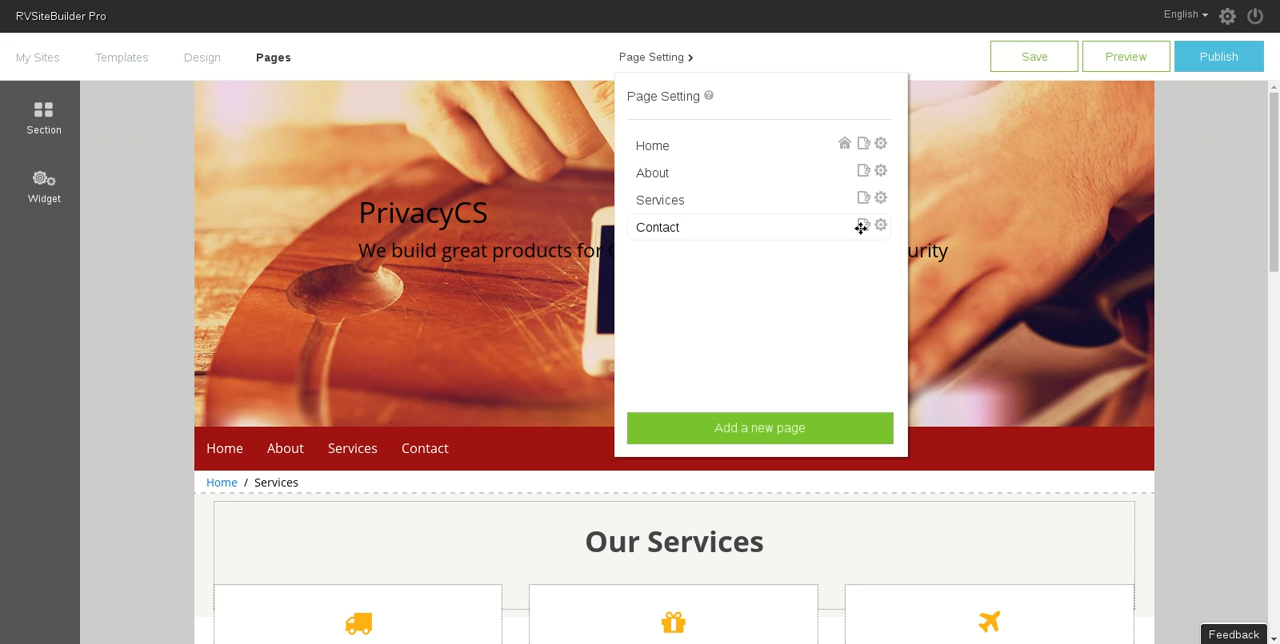 RVSiteBuilder Pro
English
My Sites
Templates
Design
Pages
Page Setting
Save
Preview
Publish
Page Setting
Home
About
Services
Contact
Add a new page
Section
Widget
PrivacyCS
We build great products for
urity
Home About Services Contact
Home / Services
Our Services
Feedback